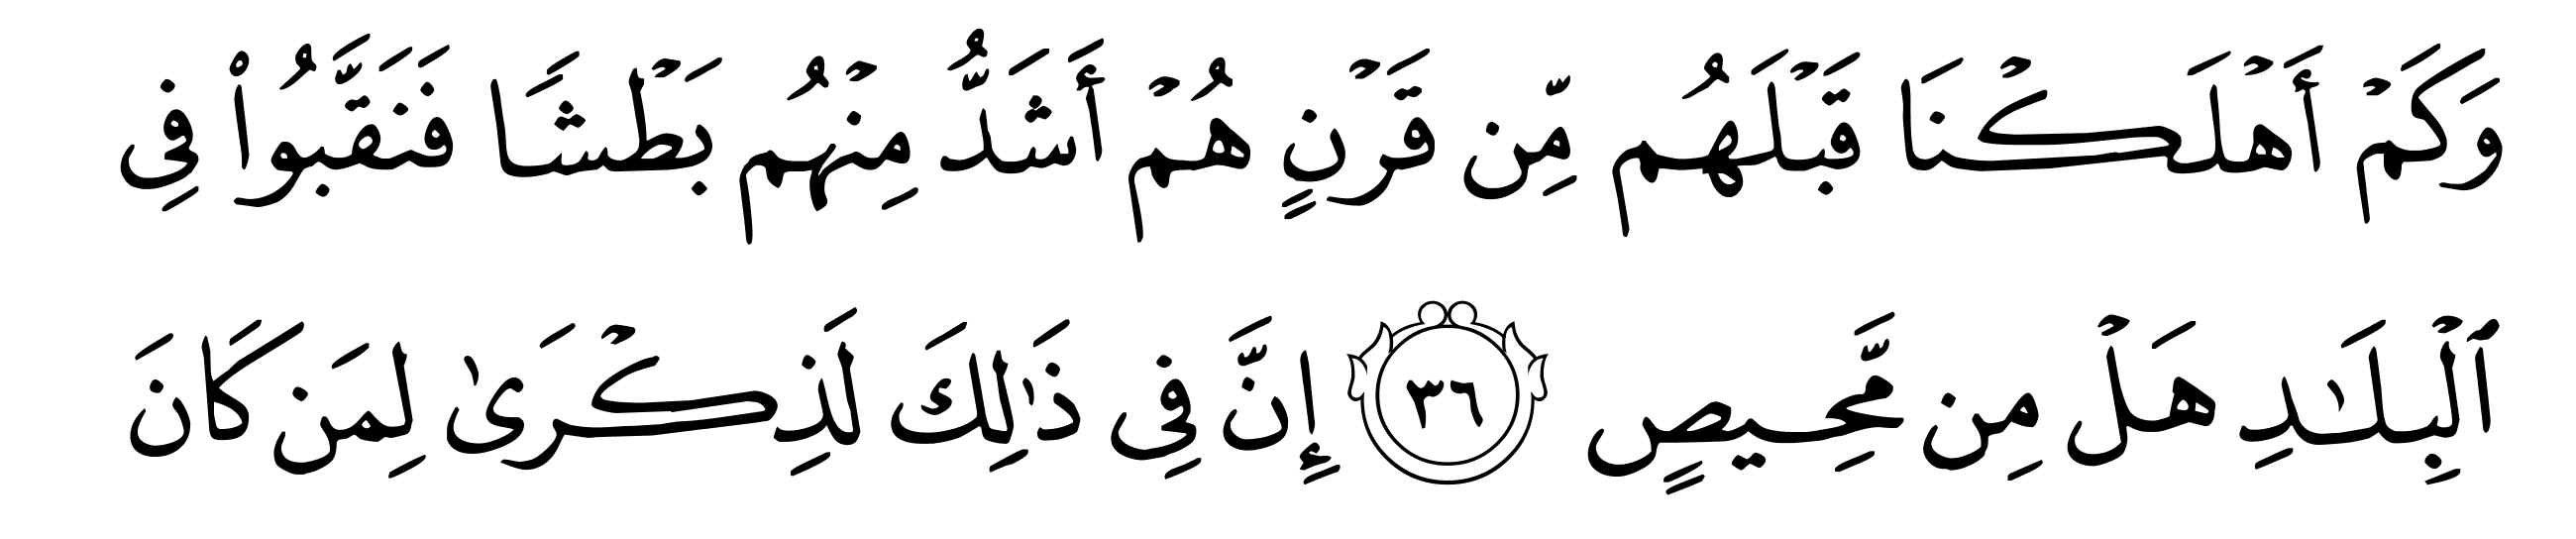 وَكَمْ أَهْلَكْنَا قَبْلَهُم مِّن قَرْنٍ هُمْ أَشَدُّ مِنْهُم بَطْشًا فَنَقَّبُوا۟ فِى
ٱلْبِلَـٰدِ هَلْ مِن مَّحِيصٍ ٣٦ إِنَّ فِى ذَٰلِكَ لَذِكْرَىٰ لِمَن كَانَ